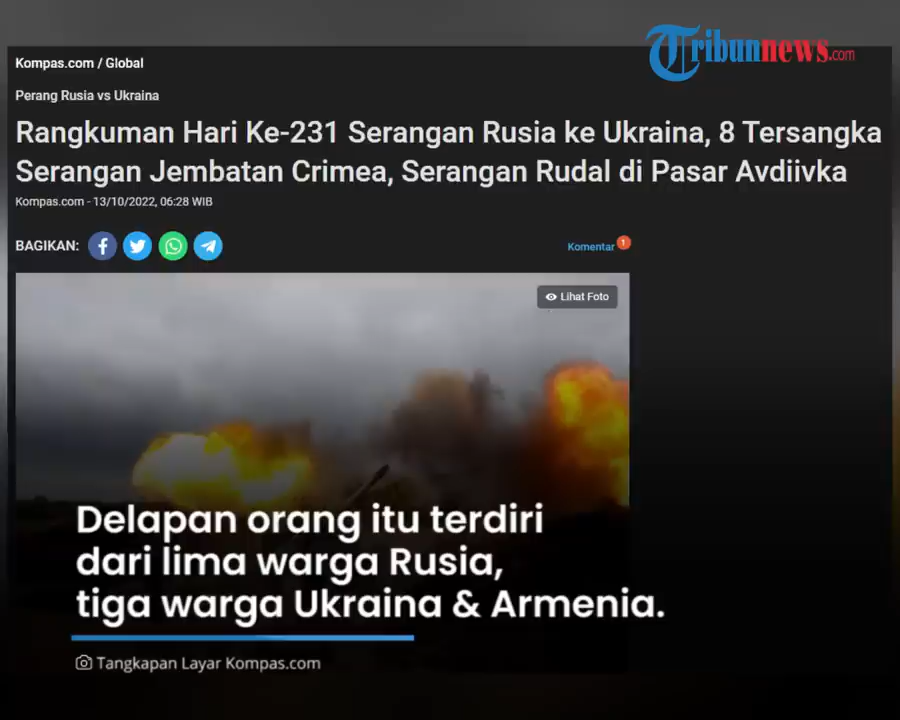 Tribunnews.com
Kompas.com / Global
Perang Rusia vs Ukraina
Rangkuman Hari Ke-231 Serangan Rusia ke Ukraina, 8 Tersangka
Serangan Jembatan Crimea, Serangan Rudal di Pasar Avdiivka
Kompas.com - 13/10/2022, 06:28 WIB
BAGIKAN:
Komentar 1
Lihat Foto
Delapan orang itu terdiri
dari lima warga Rusia,
tiga warga Ukraina & Armenia.
Tangkapan Layar Kompas.com